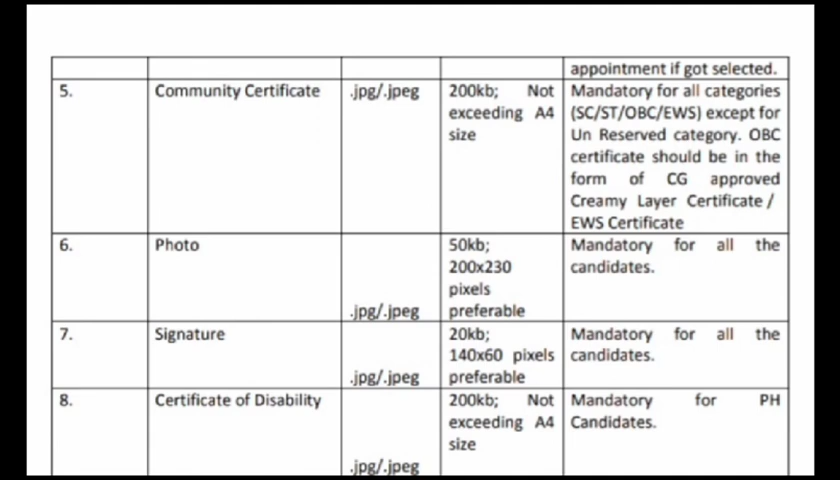 appointment if got selected.
5. Community Certificate .jpg/.jpeg 200kb; Not Mandatory for all categories
exceeding A4 (SC/ST/OBC/EWS) except for
size Un Reserved category. OBC
certificate should be in the
form of CG approved
Creamy Layer Certificate /
EWS Certificate
6. Photo 50kb; Mandatory for all the
200x230 candidates.
pixels
.jpg/.jpeg preferable
7. Signature 20kb; Mandatory for all the
140x60 pixels candidates.
.jpg/.jpeg preferable
8. Certificate of Disability 200kb; Not Mandatory for PH
exceeding A4 Candidates.
size
.jpg/.jpeg